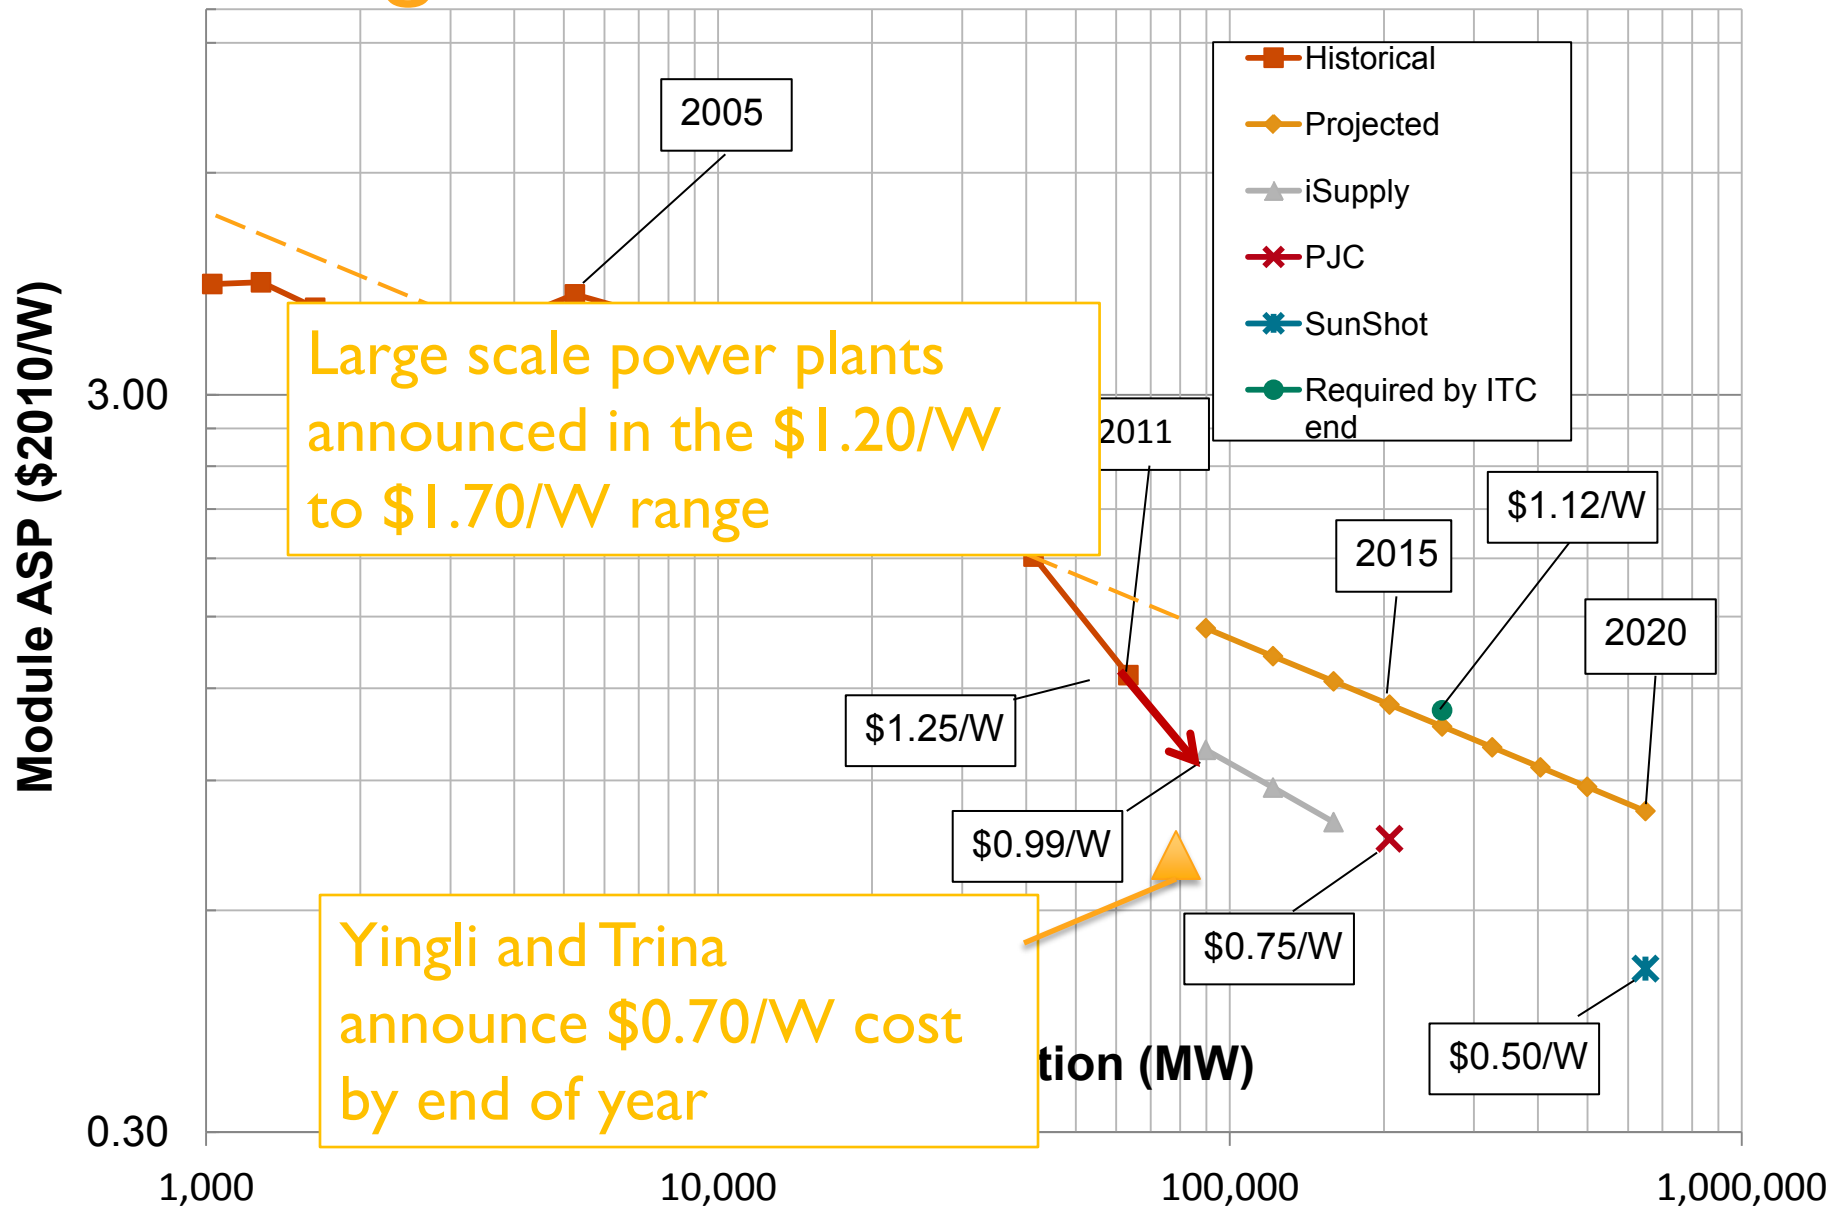 Historical
Projected
iSupply
PJC
SunShot
Required by ITC
end
2005
Large scale power plants
announced in the $1.20/W
to $1.70/W range
2011
$1.12/W
2015
2020
$1.25/W
$0.99/W
$0.75/W
$0.50/W
Yingli and Trina
announce $0.70/W cost
by end of year
Module ASP ($2010/W)
3.00
0.30
(MW)
1,000
10,000
100,000
1,000,000